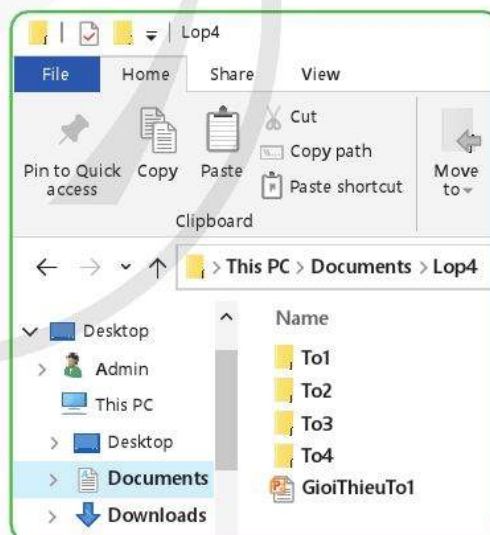 Lop4
File Home Share View
Pin to Quick access
Copy
Paste
Cut
Copy path
Paste shortcut
Move to
Clipboard
This PC > Documents > Lop4
Desktop
Admin
This PC
Desktop
Documents
Downloads
Name
To1
To2
To3
To4
GioiThieuTo1